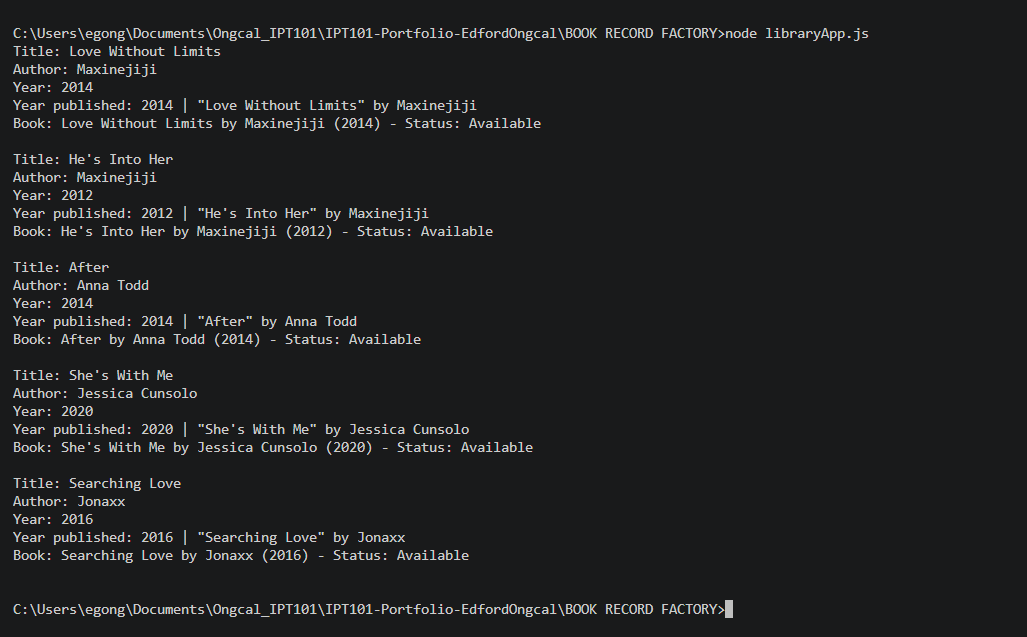 C:\Users\egong\Documents\Ongcal_IPT101\IPT101-Portfolio-EdfordOngcal\BOOK RECORD FACTORY>node libraryApp.js
Title: Love Without Limits
Author: Maxinejiji
Year: 2014
Year published: 2014 | "Love Without Limits" by Maxinejiji
Book: Love Without Limits by Maxinejiji (2014) - Status: Available

Title: He's Into Her
Author: Maxinejiji
Year: 2012
Year published: 2012 | "He's Into Her" by Maxinejiji
Book: He's Into Her by Maxinejiji (2012) - Status: Available

Title: After
Author: Anna Todd
Year: 2014
Year published: 2014 | "After" by Anna Todd
Book: After by Anna Todd (2014) - Status: Available

Title: She's With Me
Author: Jessica Cunsolo
Year: 2020
Year published: 2020 | "She's With Me" by Jessica Cunsolo
Book: She's With Me by Jessica Cunsolo (2020) - Status: Available

Title: Searching Love
Author: Jonaxx
Year: 2016
Year published: 2016 | "Searching Love" by Jonaxx
Book: Searching Love by Jonaxx (2016) - Status: Available

C:\Users\egong\Documents\Ongcal_IPT101\IPT101-Portfolio-EdfordOngcal\BOOK RECORD FACTORY>